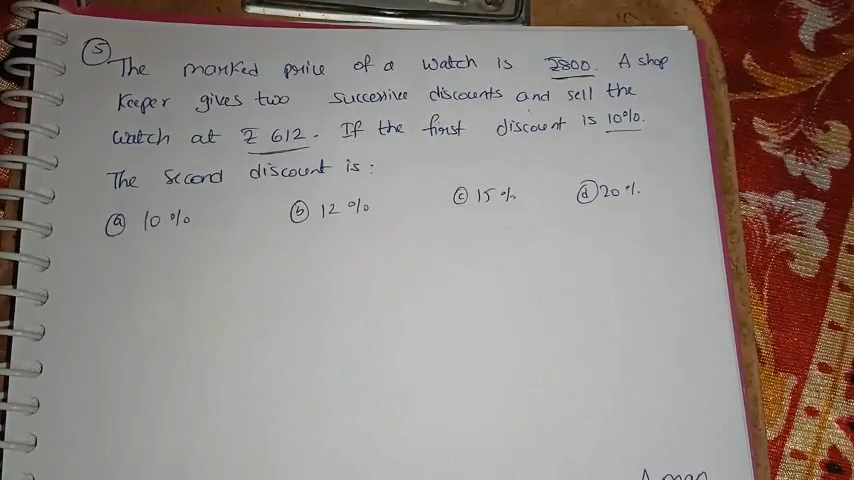 5 The marked price of a watch is ₹800. A shop
keeper gives two successive discounts and sell the
watch at ₹ 612. If the first discount is 10%.
The second discount is :
a 10 % b 12 % c 15 % d 20 %.